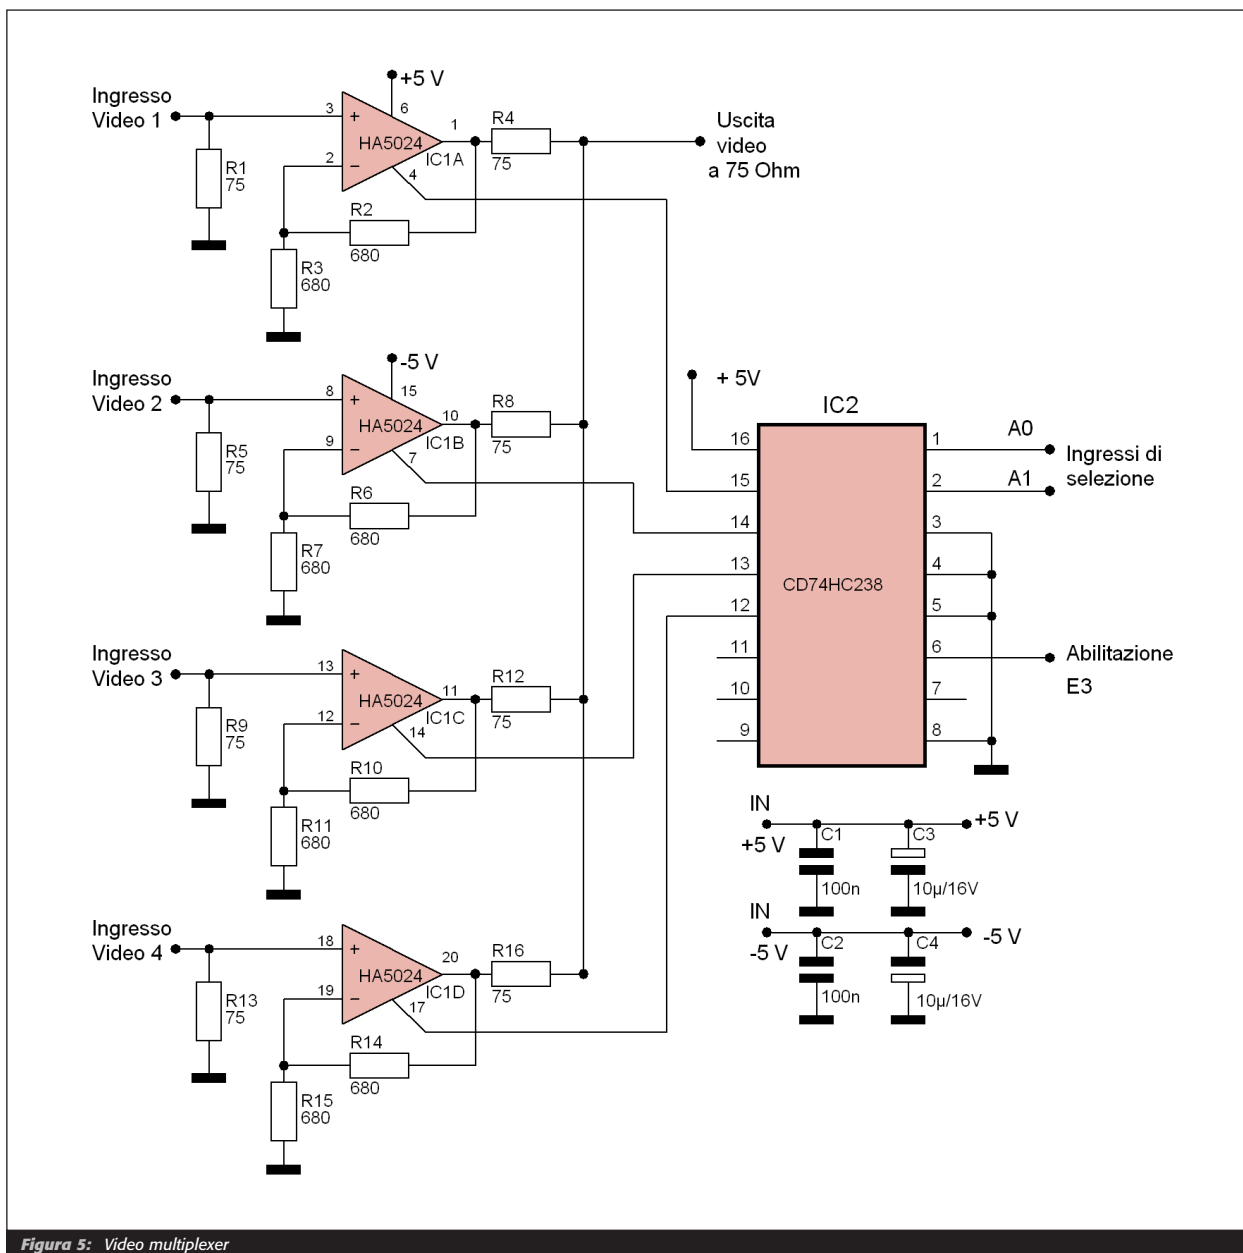 Ingresso
Video 1
3
+
2
−
HA5024
+5 V
6
1
IC1A
4
R4
75
Uscita
video
a 75 Ohm
R1
75
R2
680
R3
680
Ingresso
Video 2
8
+
9
−
HA5024
-5 V
15
10
IC1B
7
R8
75
R5
75
R6
680
R7
680
Ingresso
Video 3
13
+
12
−
HA5024
11
IC1C
14
R12
75
R9
75
R10
680
R11
680
Ingresso
Video 4
18
+
19
−
HA5024
20
IC1D
17
R16
75
R13
75
R14
680
R15
680
+ 5V
IC2
CD74HC238
16
15
14
13
12
11
10
9
1
2
3
4
5
6
7
8
A0
A1
Ingressi di
selezione
Abilitazione
E3
IN
+5 V
C1
100n
C3
10µ/16V
+5 V
IN
-5 V
C2
100n
C4
10µ/16V
-5 V
Figura 5: Video multiplexer